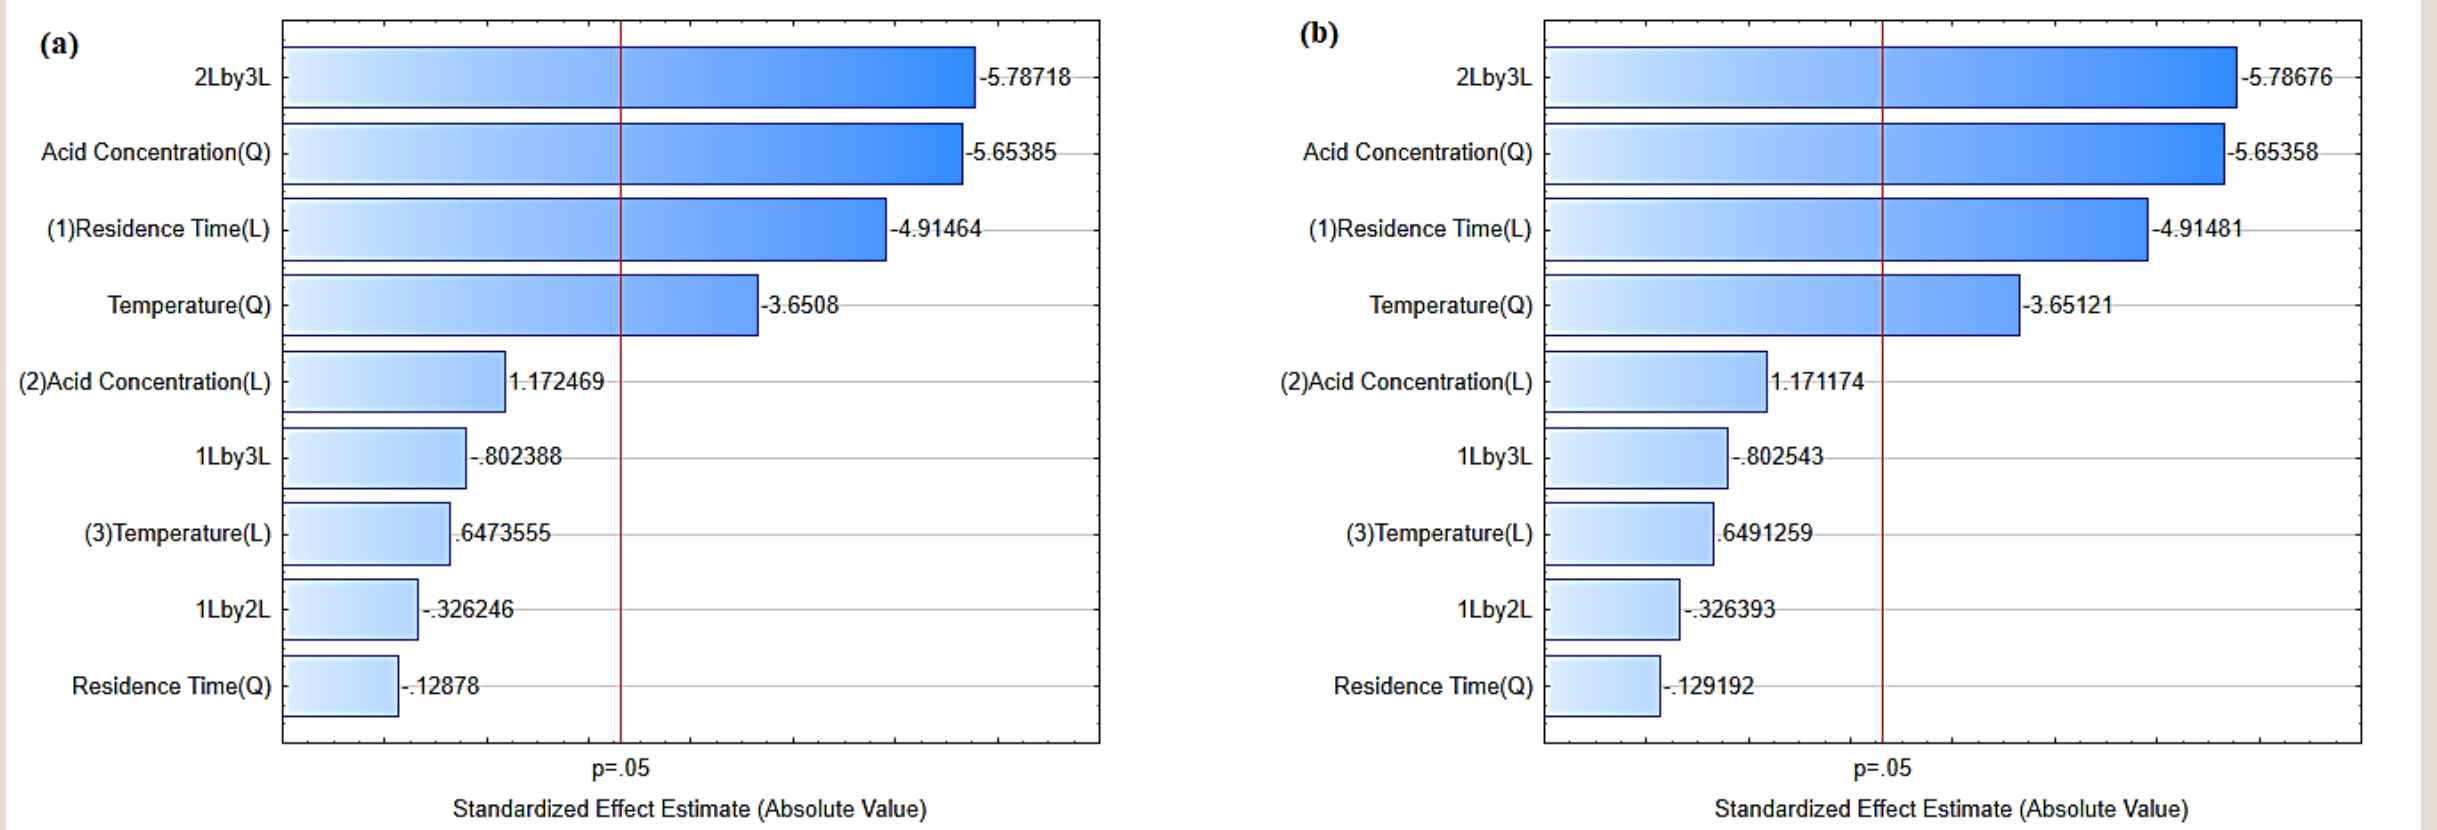 (a)
2Lby3L -5.78718
Acid Concentration(Q) -5.65385
(1)Residence Time(L) -4.91464
Temperature(Q) -3.6508
(2)Acid Concentration(L) 1.172469
1Lby3L -.802388
(3)Temperature(L) .6473555
1Lby2L -.326246
Residence Time(Q) -.12878
p=.05
Standardized Effect Estimate (Absolute Value)
(b)
2Lby3L -5.78676
Acid Concentration(Q) -5.65358
(1)Residence Time(L) -4.91481
Temperature(Q) -3.65121
(2)Acid Concentration(L) 1.171174
1Lby3L -.802543
(3)Temperature(L) .6491259
1Lby2L -.326393
Residence Time(Q) -.129192
p=.05
Standardized Effect Estimate (Absolute Value)